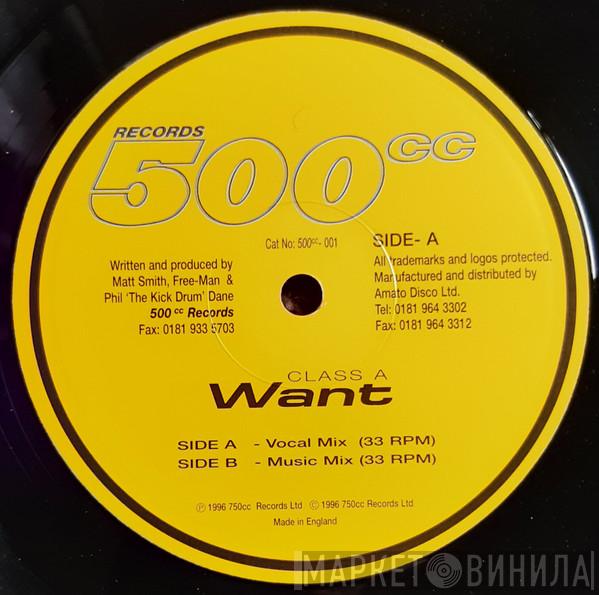 RECORDS
500cc
Cat No: 500cc- 001
SIDE- A
Written and produced by
Matt Smith, Free-Man &
Phil 'The Kick Drum' Dane
500 cc Records
Fax: 0181 933 5703
All trademarks and logos protected.
Manufactured and distributed by
Amato Disco Ltd.
Tel: 0181 964 3302
Fax: 0181 964 3312
CLASS A
Want
SIDE A - Vocal Mix (33 RPM)
SIDE B - Music Mix (33 RPM)
Ⓟ 1996 750cc Records Ltd © 1996 750cc Records Ltd
Made in England
МАРКЕТ ВИНИЛА